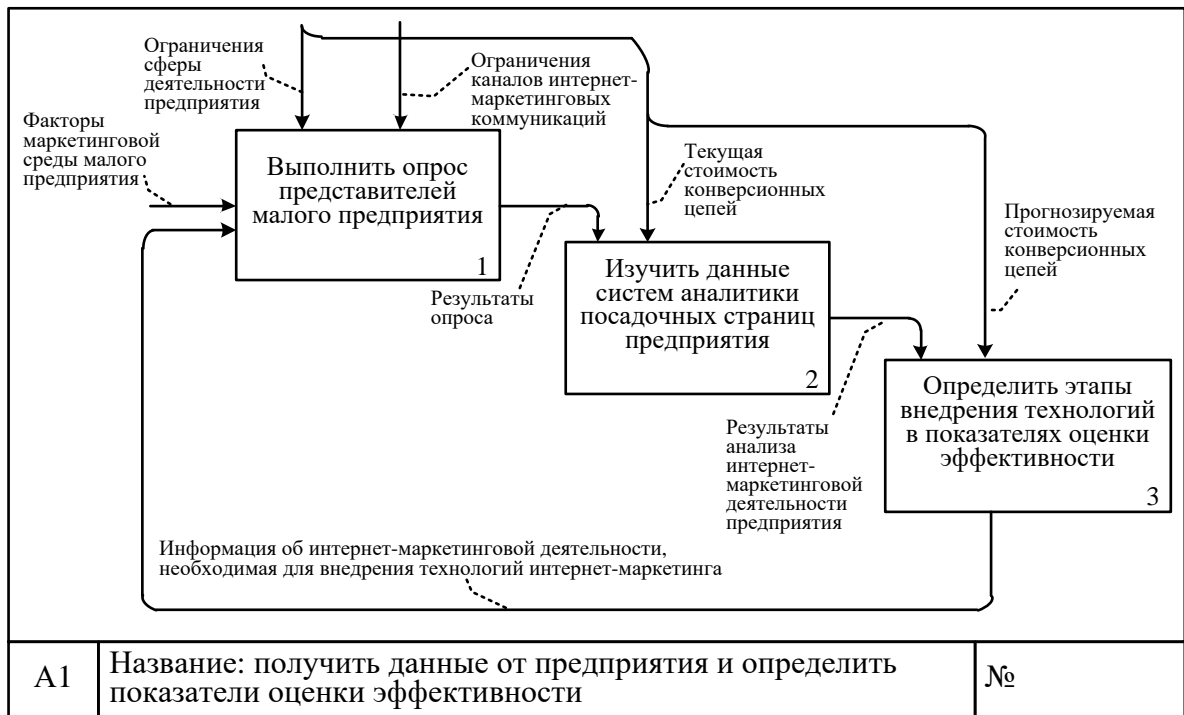 Ограничения
сферы
деятельности
предприятия
Ограничения
каналов интернет-
маркетинговых
коммуникаций
Факторы
маркетинговой
среды малого
предприятия
Выполнить опрос
представителей
малого предприятия
1
Текущая
стоимость
конверсионных
цепей
Прогнозируемая
стоимость
конверсионных
цепей
Результаты
опроса
Изучить данные
систем аналитики
посадочных страниц
предприятия
2
Определить этапы
внедрения технологий
в показателях оценки
эффективности
3
Результаты
анализа
интернет-
маркетинговой
деятельности
предприятия
Информация об интернет-маркетинговой деятельности,
необходимая для внедрения технологий интернет-маркетинга
А1
Название: получить данные от предприятия и определить
показатели оценки эффективности
№